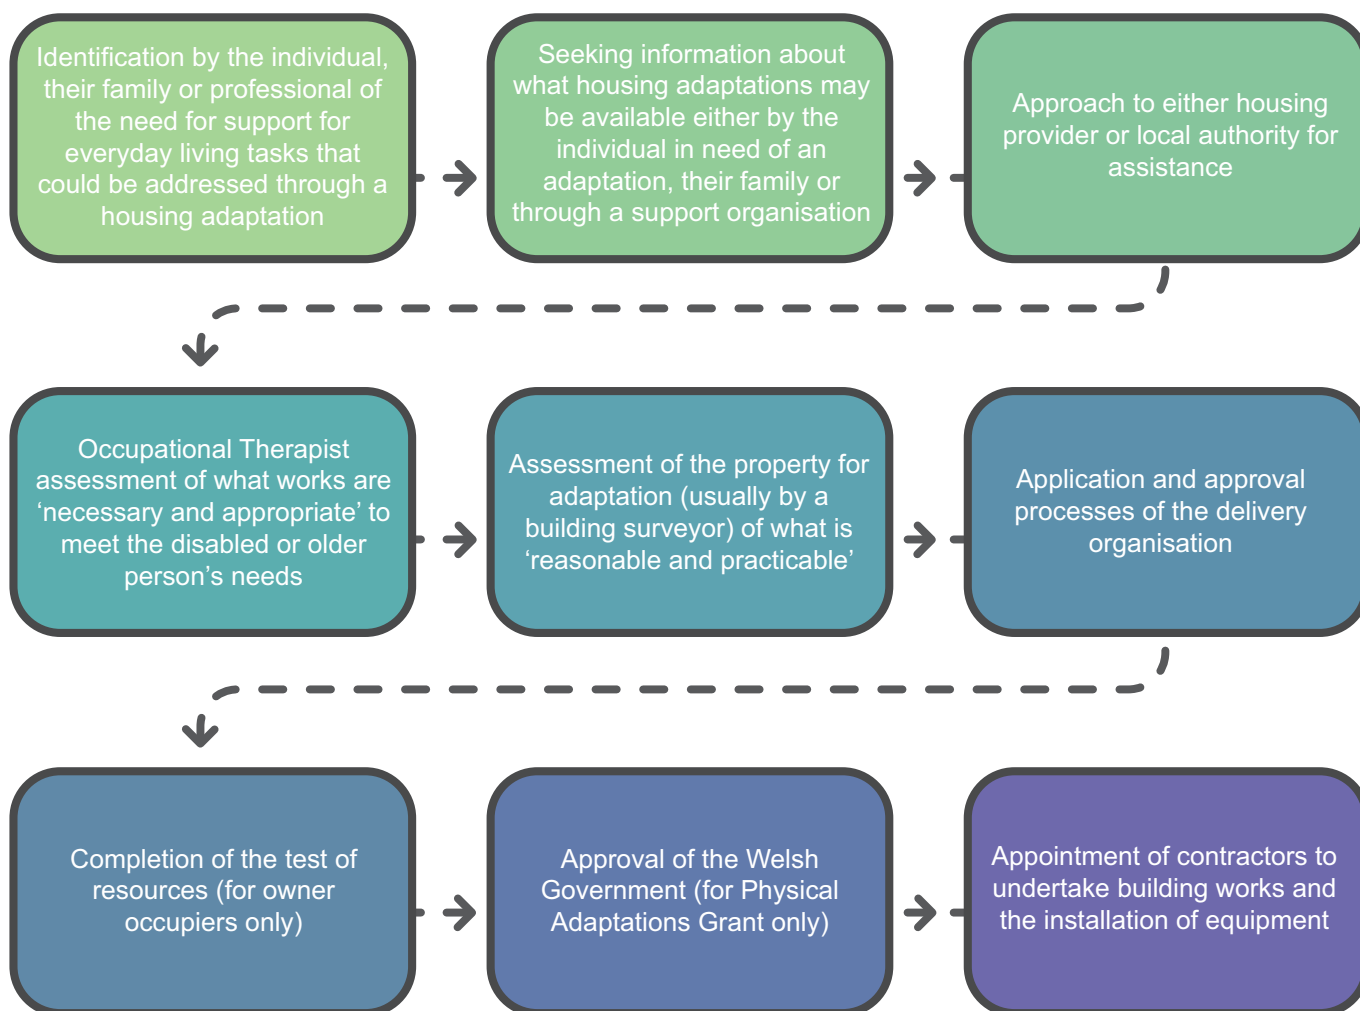 Identification by the individual,
their family or professional of
the need for support for
everyday living tasks that
could be addressed through a
housing adaptation
Seeking information about
what housing adaptations may
be available either by the
individual in need of an
adaptation, their family or
through a support organisation
Approach to either housing
provider or local authority for
assistance
Occupational Therapist
assessment of what works are
‘necessary and appropriate’ to
meet the disabled or older
person’s needs
Assessment of the property for
adaptation (usually by a
building surveyor) of what is
‘reasonable and practicable’
Application and approval
processes of the delivery
organisation
Completion of the test of
resources (for owner
occupiers only)
Approval of the Welsh
Government (for Physical
Adaptations Grant only)
Appointment of contractors to
undertake building works and
the installation of equipment